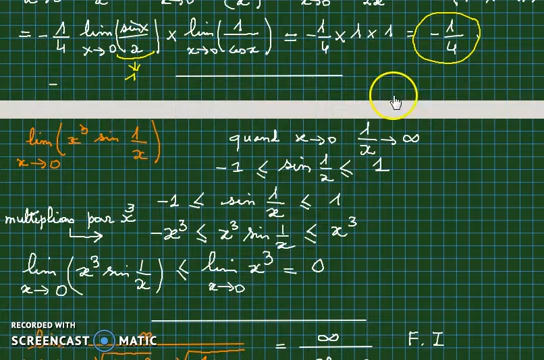 = -1/4 lim x→0 (sinx/x) × lim x→0 (1/cosx) = -1/4 × 1 × 1 = -1/4
1
lim x→0 (x³ sin 1/x)
quand x→0 1/x → ∞
-1 ≤ sin 1/x ≤ 1
multiplions par x³
-1 ≤ sin 1/x ≤ 1
-x³ ≤ x³ sin 1/x ≤ x³
lim x→0 (x³ sin 1/x) ≤ lim x→0 x³ = 0
= ∞ F. I
RECORDED WITH
SCREENCAST MATIC